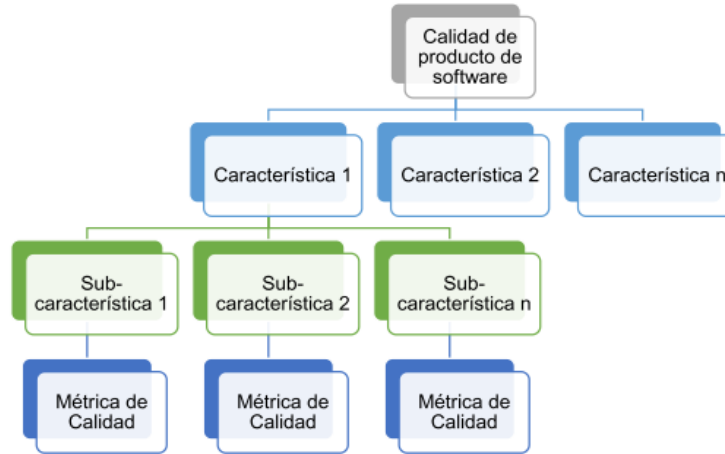 Calidad de
producto de
software
Característica 1
Característica 2
Característica n
Sub-
característica 1
Sub-
característica 2
Sub-
característica n
Métrica de
Calidad
Métrica de
Calidad
Métrica de
Calidad